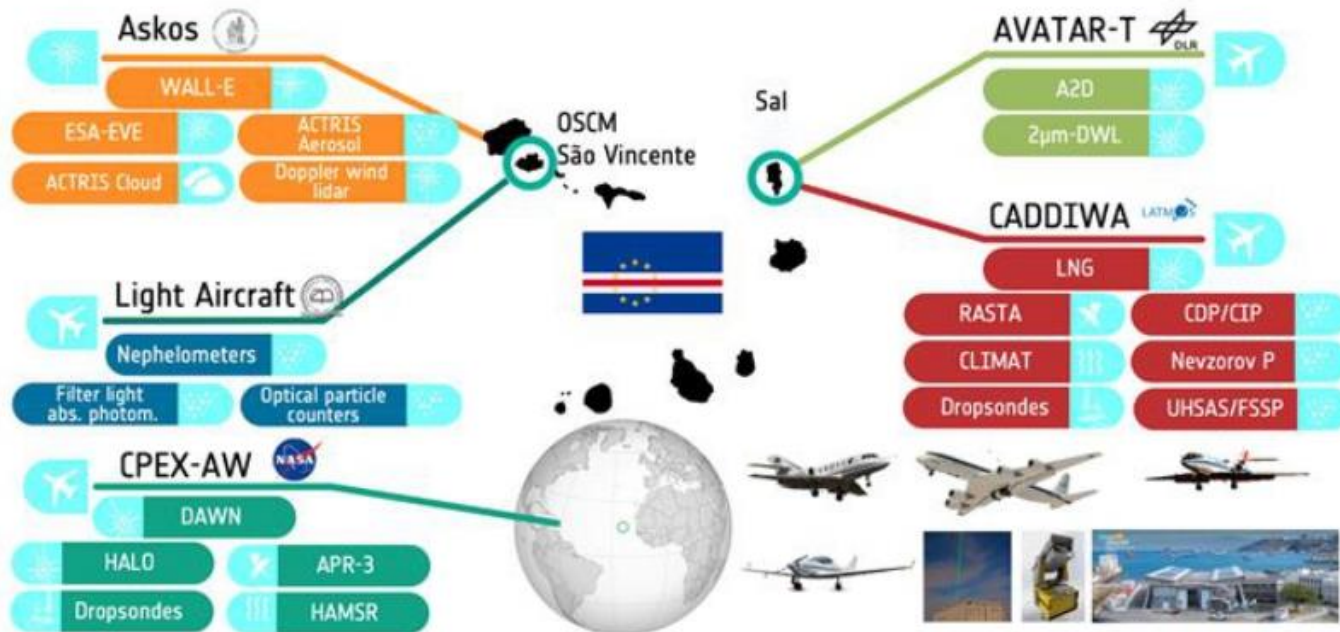 Askos
WALL-E
ESA-EVE
ACTRIS
Aerosol
ACTRIS Cloud
Doppler wind
lidar
OSCM
São Vincente
Light Aircraft
Nephelometers
Filter light
abs. photom.
Optical particle
counters
CPEX-AW
NASA
DAWN
HALO
APR-3
Dropsondes
HAMSR
Sal
AVATAR-T
DLR
A2D
2μm-DWL
CADDIWA
LATMOS
LNG
RASTA
CDP/CIP
CLIMAT
Nevzorov P
Dropsondes
UHSAS/FSSP